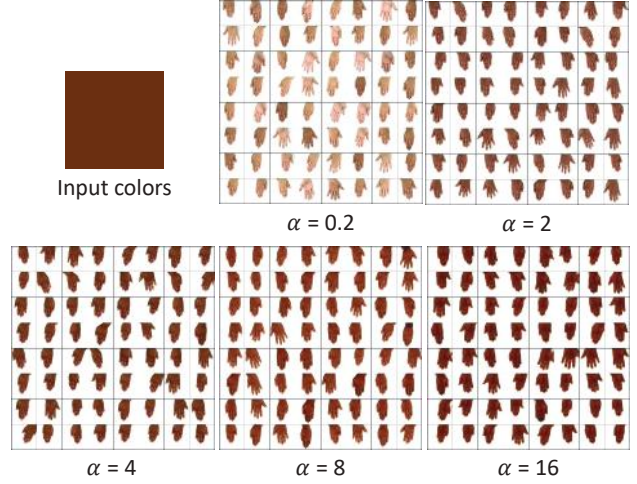 Input colors
α = 0.2
α = 2
α = 4
α = 8
α = 16